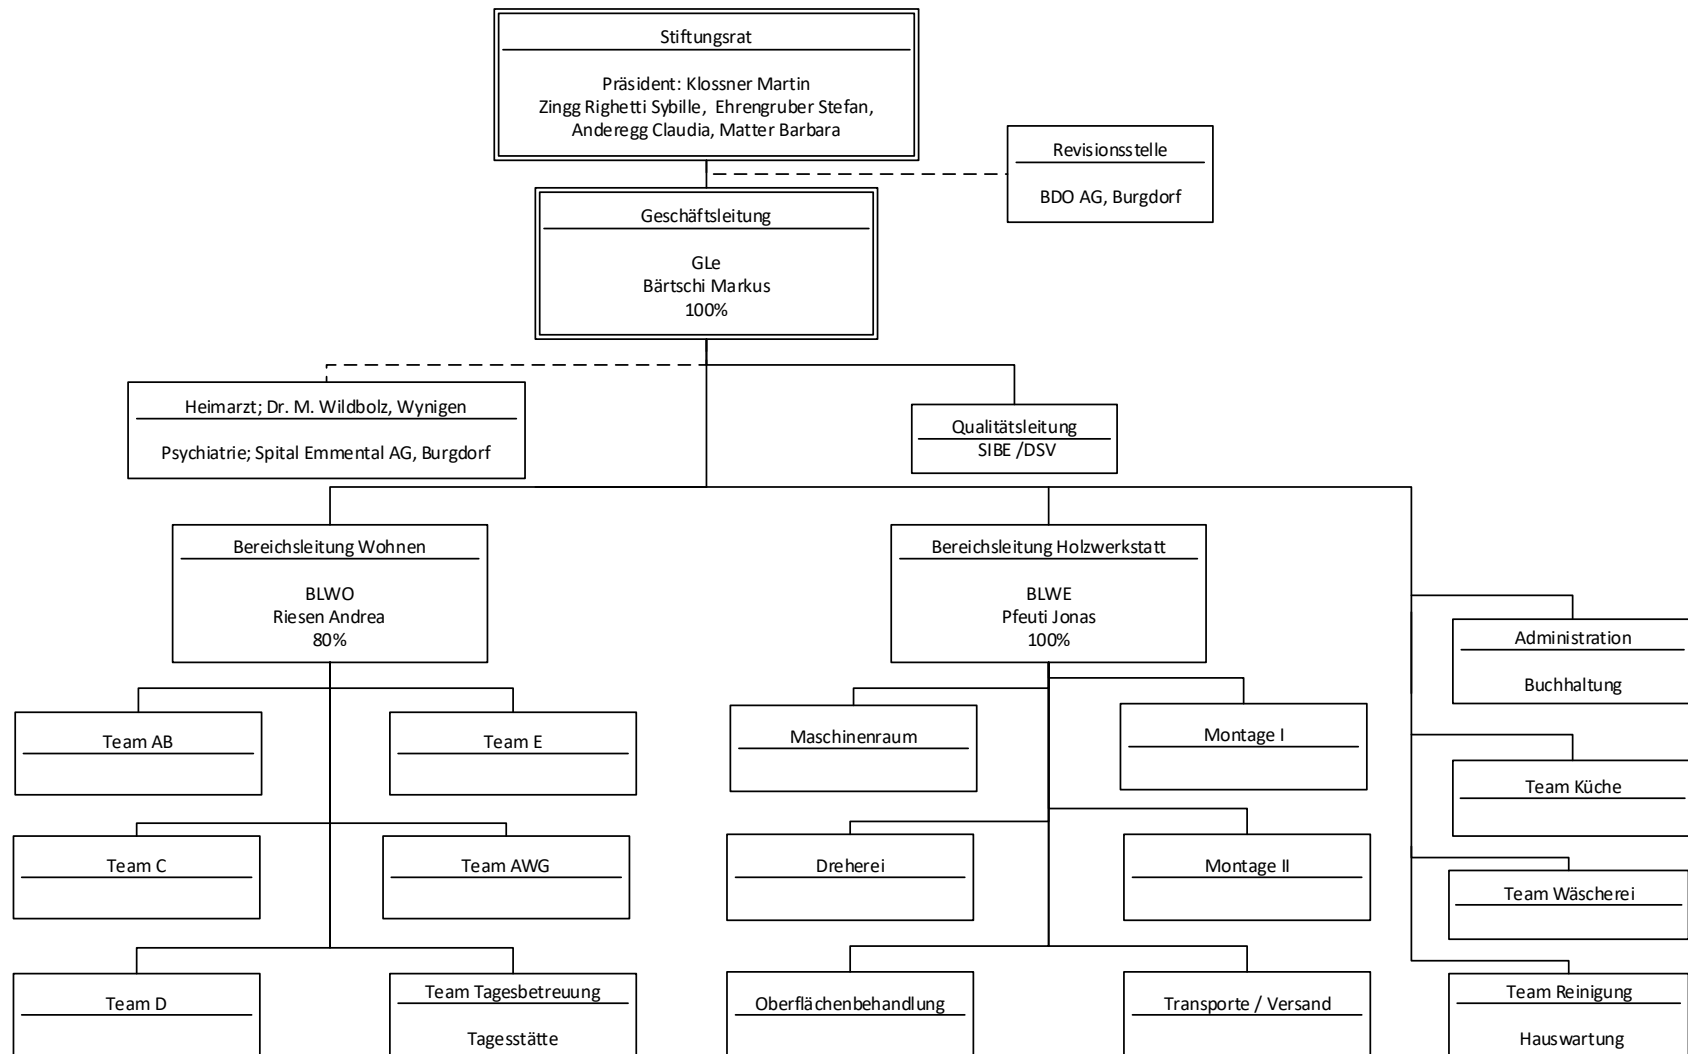 Stiftungsrat
Präsident: Klossner Martin
Zingg Righetti Sybille, Ehrengruber Stefan,
Anderegg Claudia, Matter Barbara
Revisionsstelle
BDO AG, Burgdorf
Geschäftsleitung
GLe
Bärtschi Markus
100%
Heimarzt; Dr. M. Wildbolz, Wynigen
Psychiatrie; Spital Emmental AG, Burgdorf
Qualitätsleitung
SIBE /DSV
Bereichsleitung Wohnen
BLWO
Riesen Andrea
80%
Bereichsleitung Holzwerkstatt
BLWE
Pfeuti Jonas
100%
Administration
Buchhaltung
Team AB
Team E
Maschinenraum
Montage I
Team Küche
Team C
Team AWG
Dreherei
Montage II
Team Wäscherei
Team D
Team Tagesbetreuung
Tagesstätte
Oberflächenbehandlung
Transporte / Versand
Team Reinigung
Hauswartung